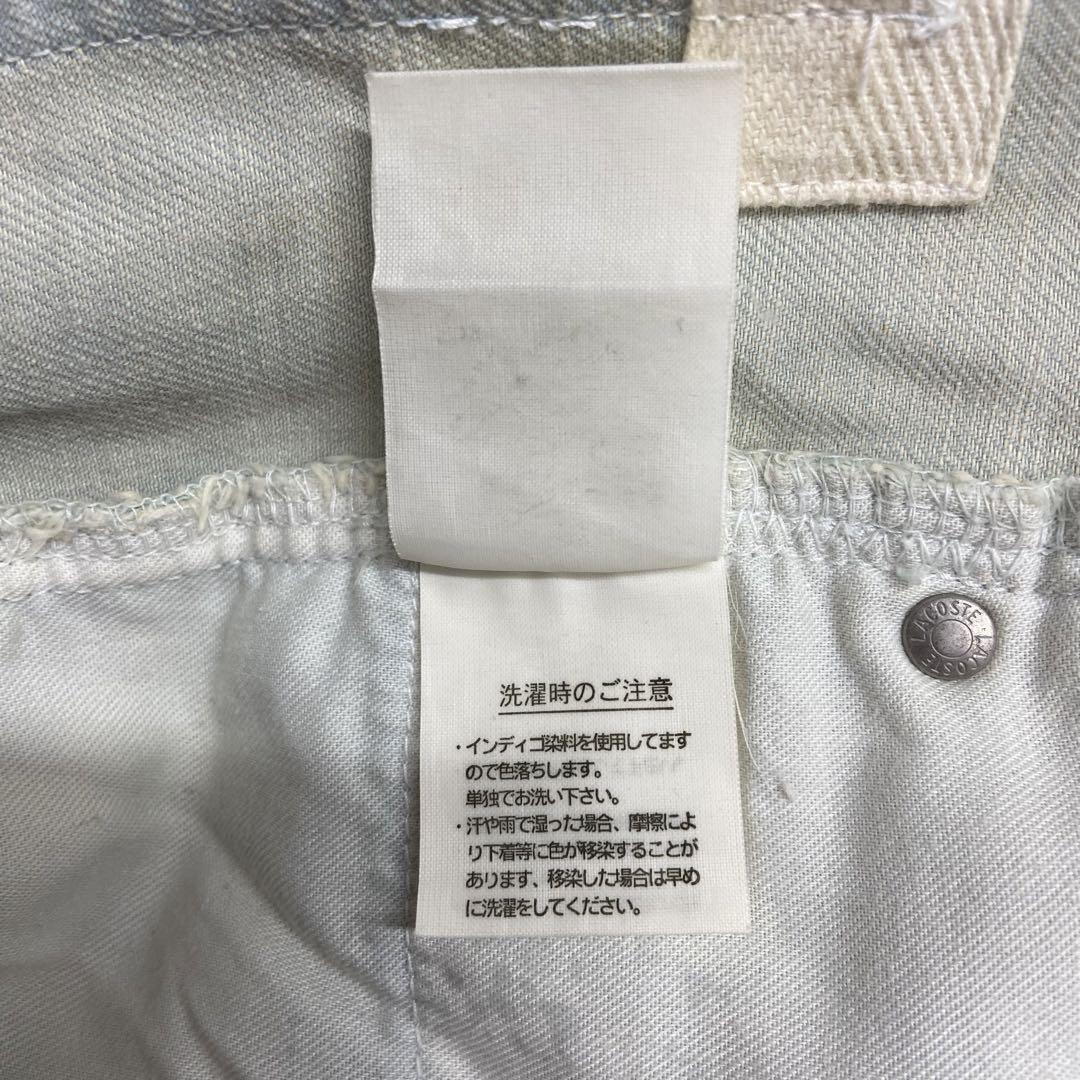 洗濯時のご注意
・インディゴ染料を使用してます
ので色落ちします。
単独でお洗い下さい。
・汗や雨で湿った場合、摩擦によ
り下着等に色が移染することが
あります、移染した場合は早め
に洗濯をしてください。
LACOSTE・LACOSTE・